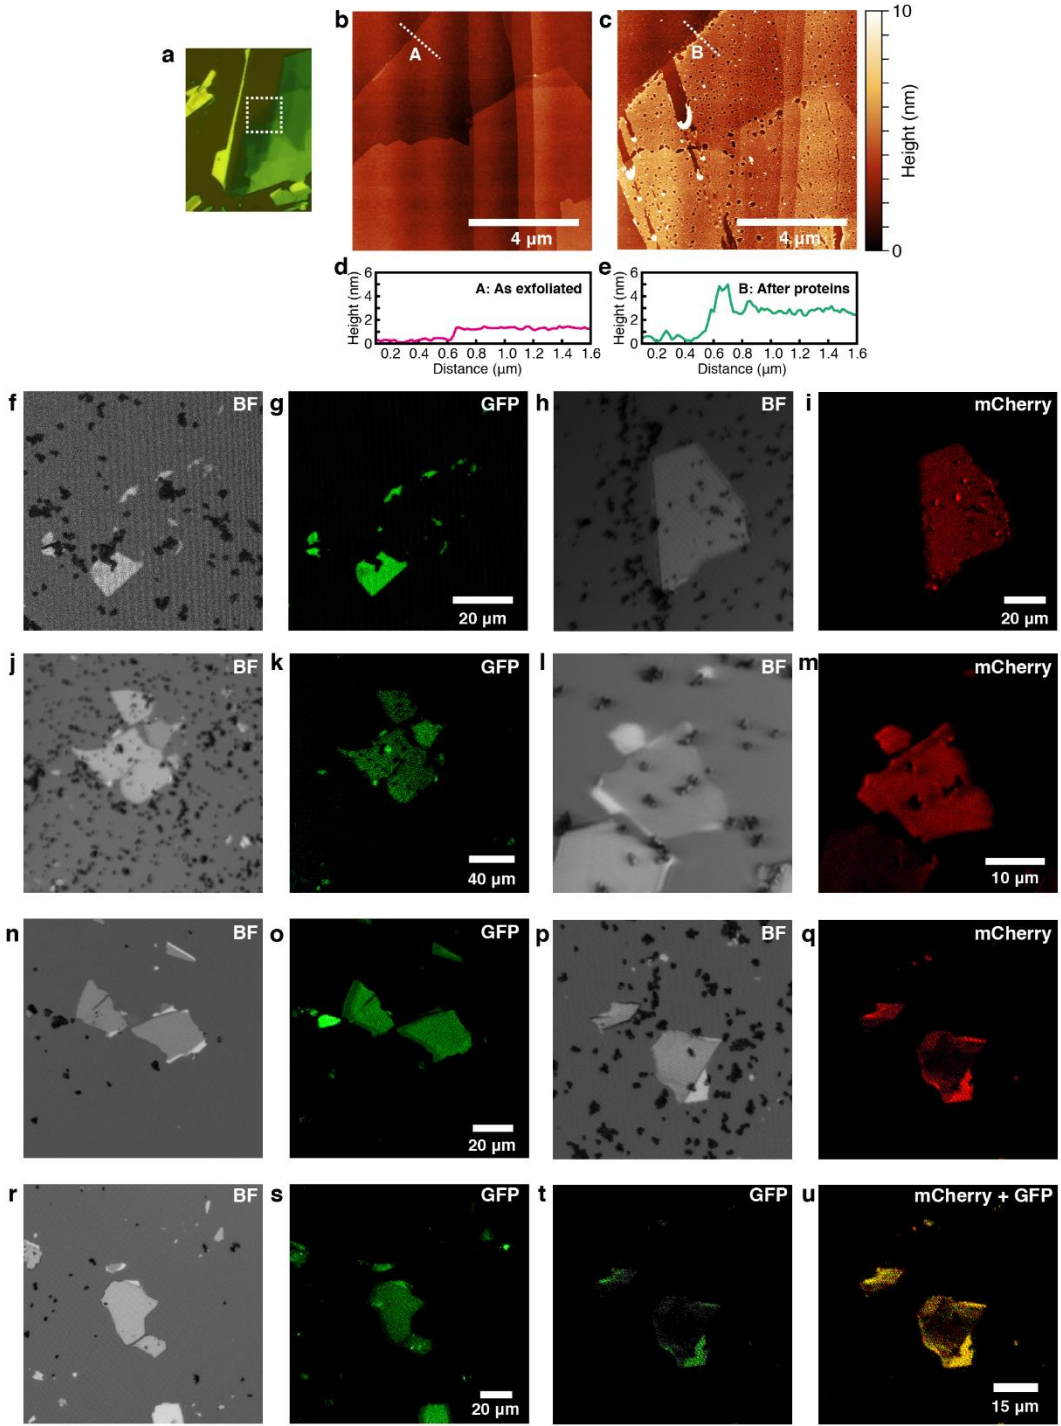 a
b
A
4 µm
c
B
4 µm
10
Height (nm)
0
d
6
4
2
0
Height (nm)
A: As exfoliated
0.2 0.4 0.6 0.8 1.0 1.2 1.4 1.6
Distance (µm)
e
6
4
2
0
Height (nm)
B: After proteins
0.2 0.4 0.6 0.8 1.0 1.2 1.4 1.6
Distance (µm)
f BF
g GFP
20 µm
h BF
i mCherry
20 µm
j BF
k GFP
40 µm
l BF
m mCherry
10 µm
n BF
o GFP
20 µm
p BF
q mCherry
r BF
s GFP
20 µm
t GFP
u mCherry + GFP
15 µm